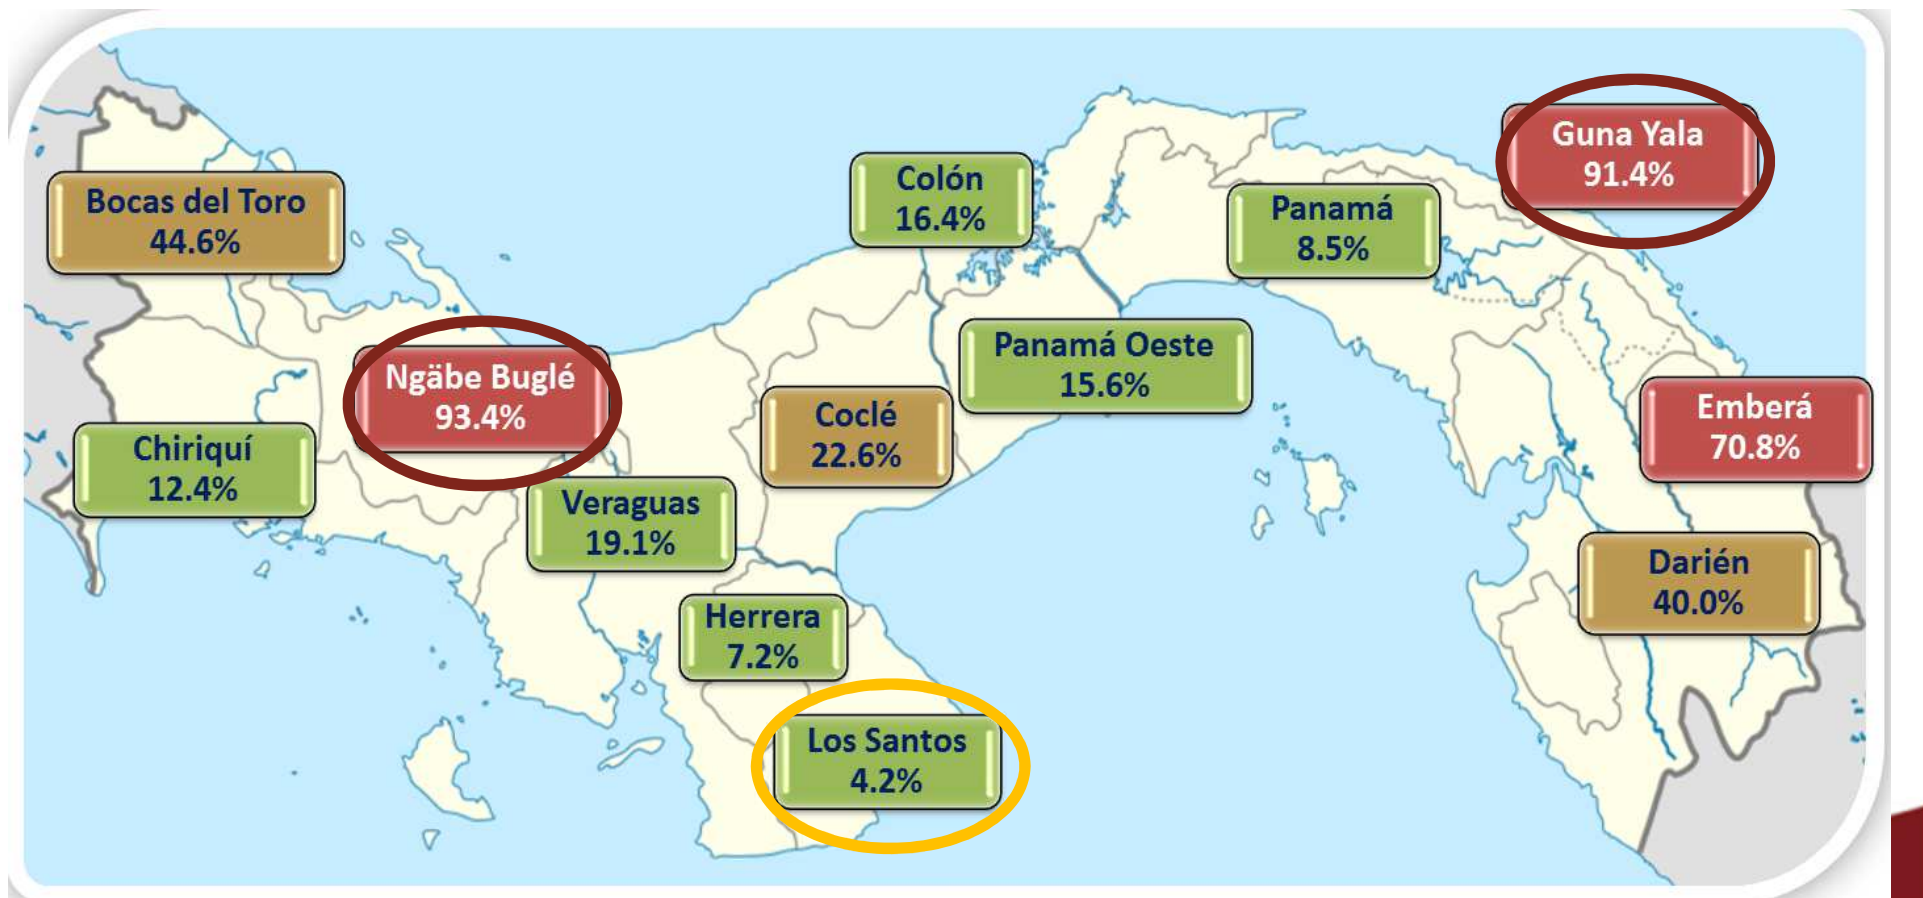 Guna Yala
91.4%
Colón
16.4%
Bocas del Toro
44.6%
Panamá
8.5%
Panamá Oeste
15.6%
Ngäbe Buglé
93.4%
Coclé
22.6%
Emberá
70.8%
Chiriquí
12.4%
Veraguas
19.1%
Darién
40.0%
Herrera
7.2%
Los Santos
4.2%